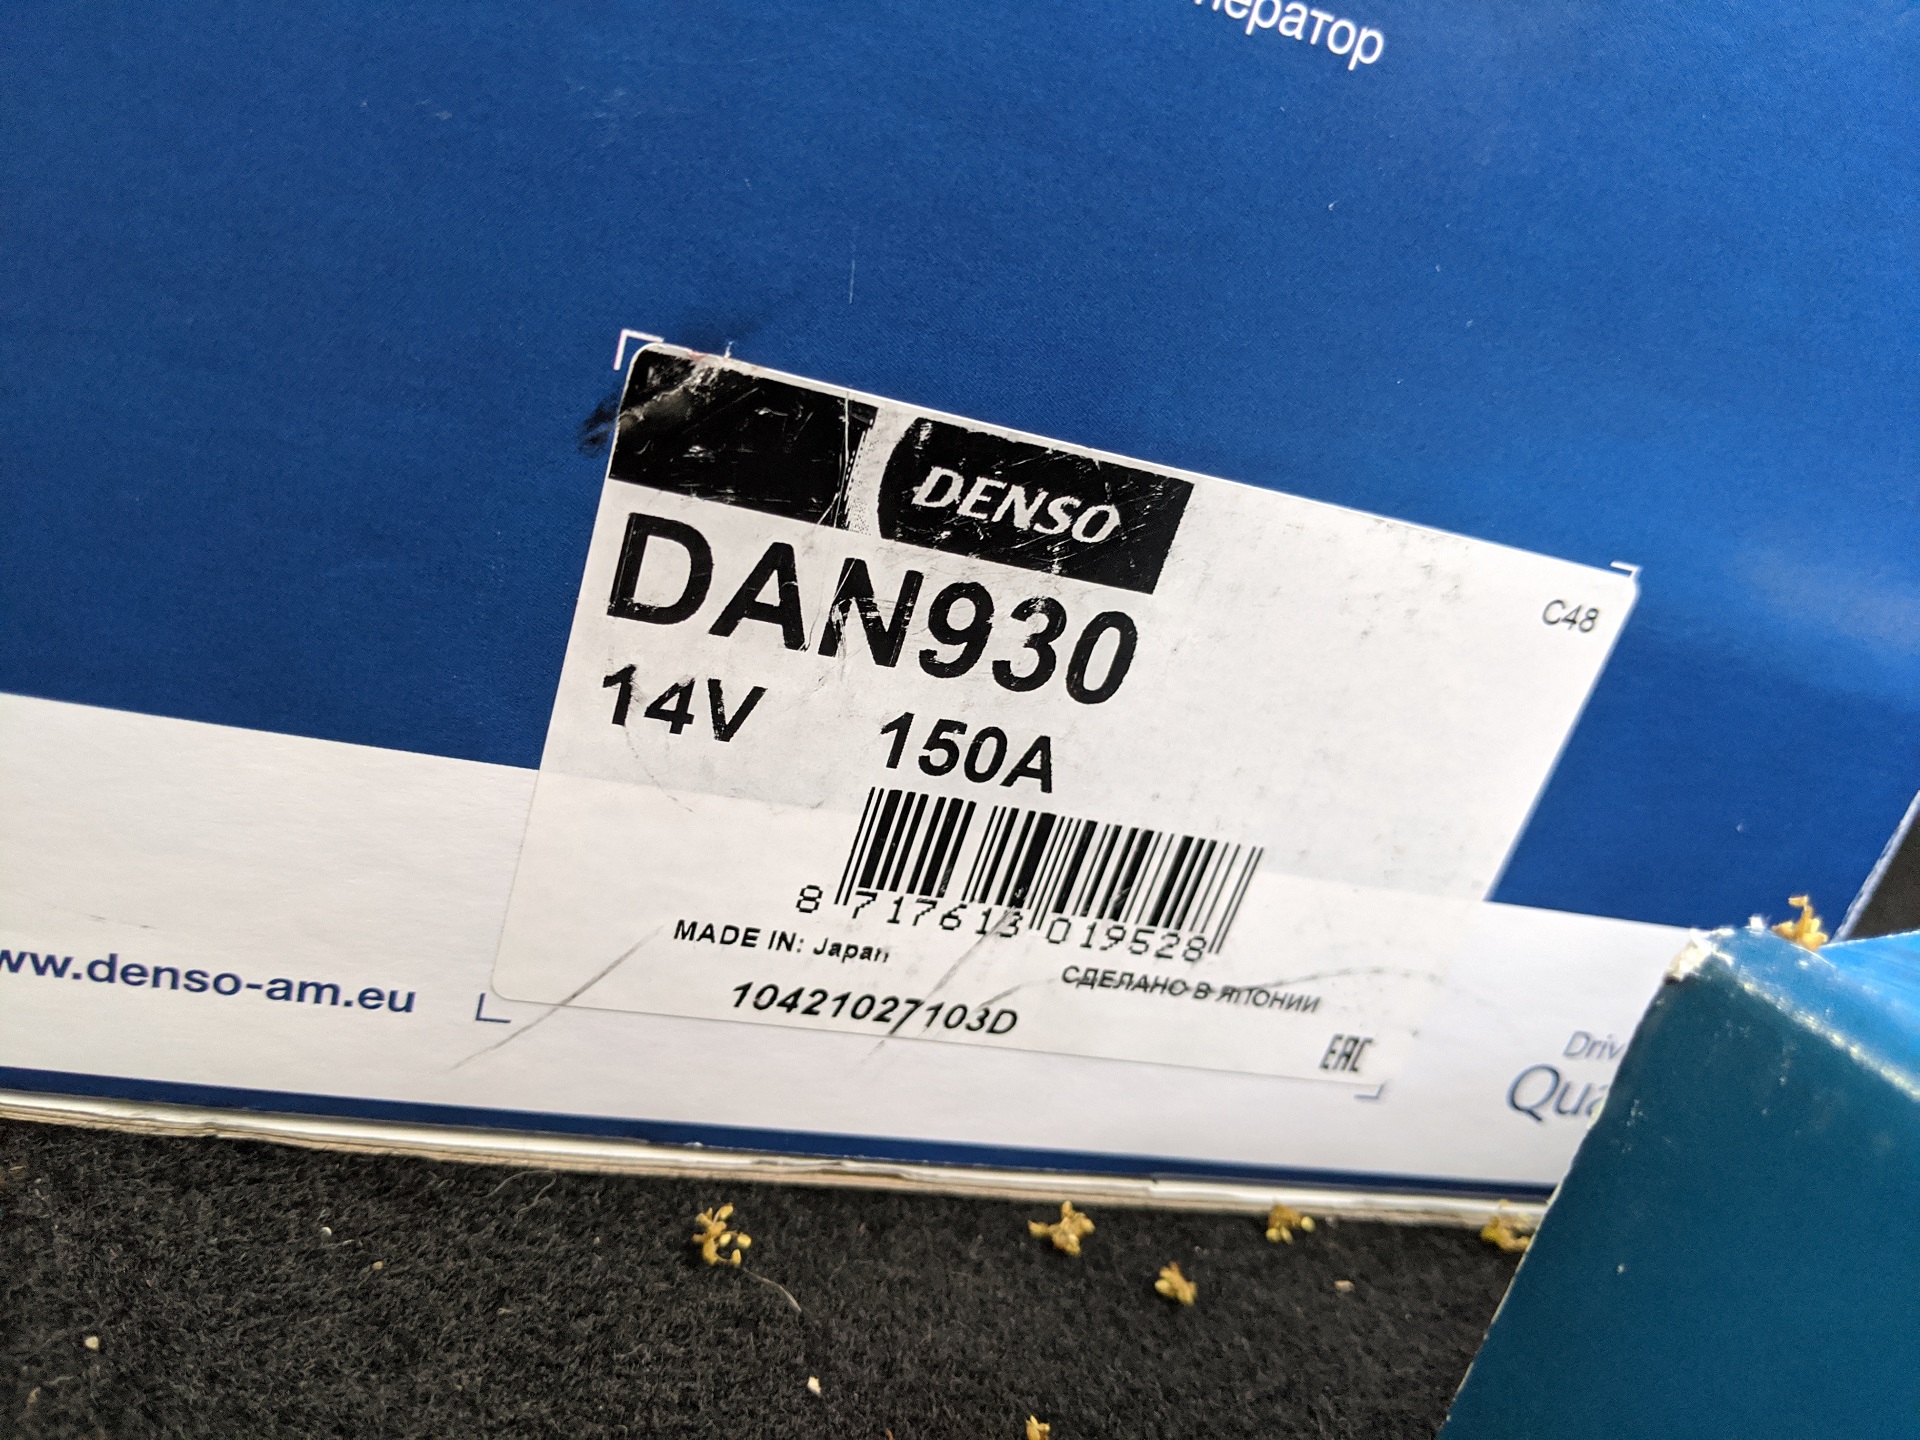 нератор
DENSO
C48
DAN930
14V 150A
8 717613 019528
MADE IN: Japan
СДЕЛАНО В ЯПОНИИ
10421027103D
EAC
ww.denso-am.eu
Driv
Qua